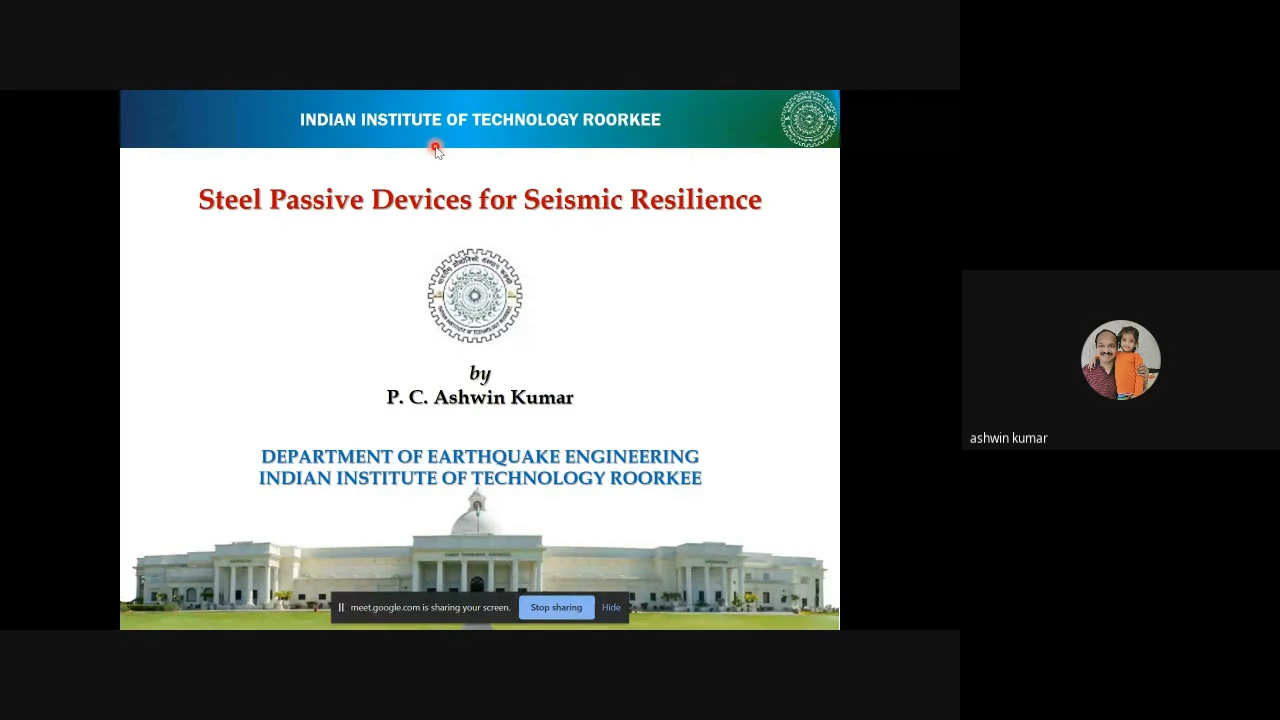 INDIAN INSTITUTE OF TECHNOLOGY ROORKEE
Steel Passive Devices for Seismic Resilience
by
P. C. Ashwin Kumar
DEPARTMENT OF EARTHQUAKE ENGINEERING
INDIAN INSTITUTE OF TECHNOLOGY ROORKEE
meet.google.com is sharing your screen. Stop sharing Hide
ashwin kumar